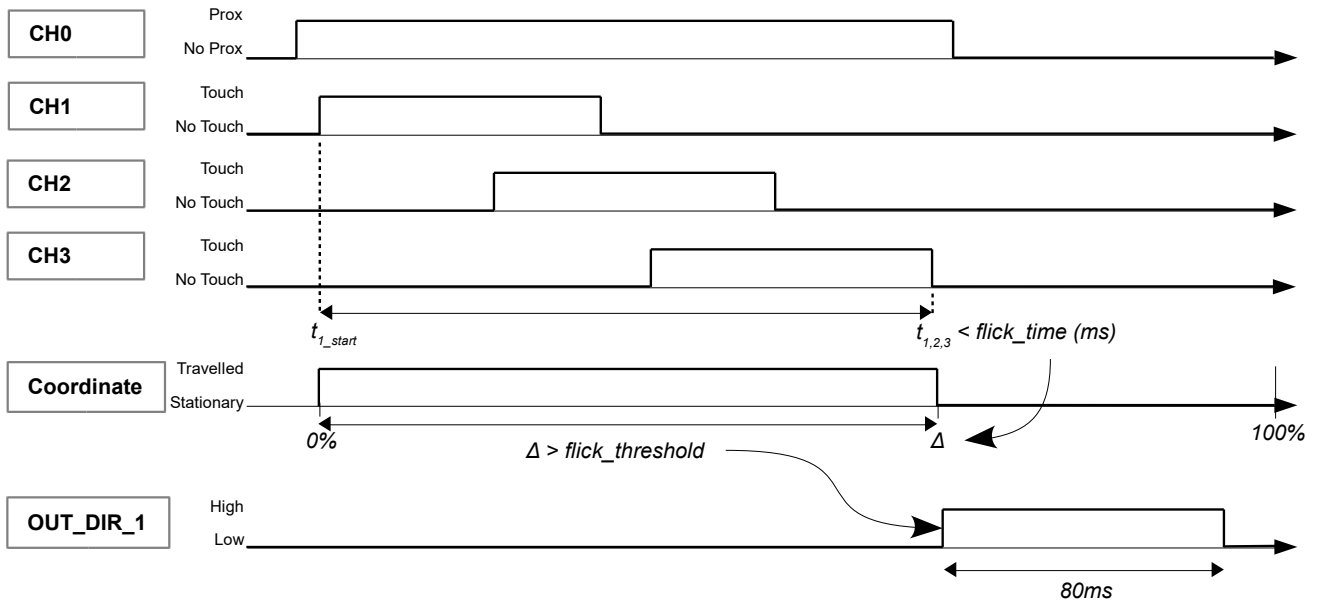 Prox
CH0
No Prox
Touch
CH1
No Touch
Touch
CH2
No Touch
Touch
CH3
No Touch
t1_start
t1,2,3 < flick_time (ms)
Travelled
Coordinate
Stationary
0%
Δ
100%
Δ > flick_threshold
High
OUT_DIR_1
Low
80ms